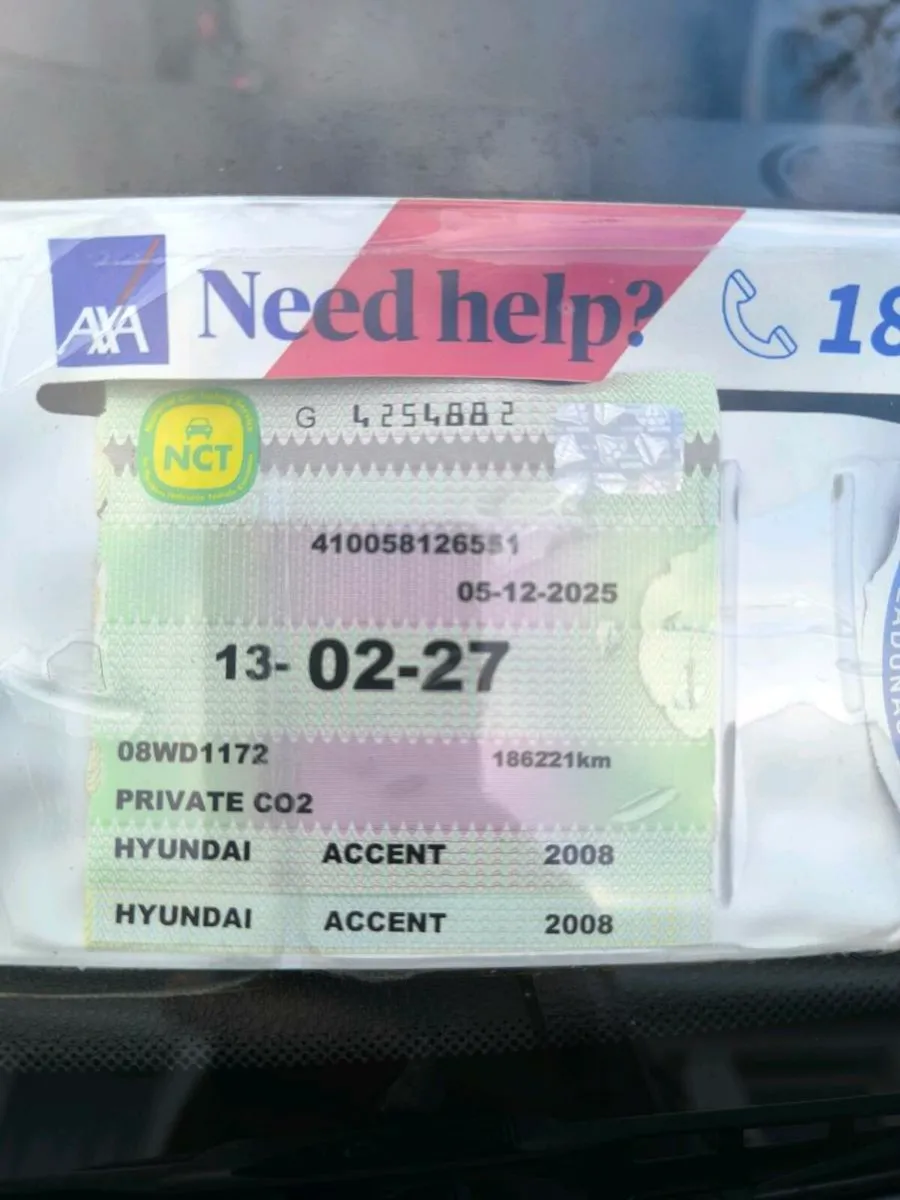 AXA Need help? 18
NCT G 4254882
410058126551
05-12-2025
13-02-27
08WD1172 186221km
PRIVATE CO2
HYUNDAI ACCENT 2008
HYUNDAI ACCENT 2008